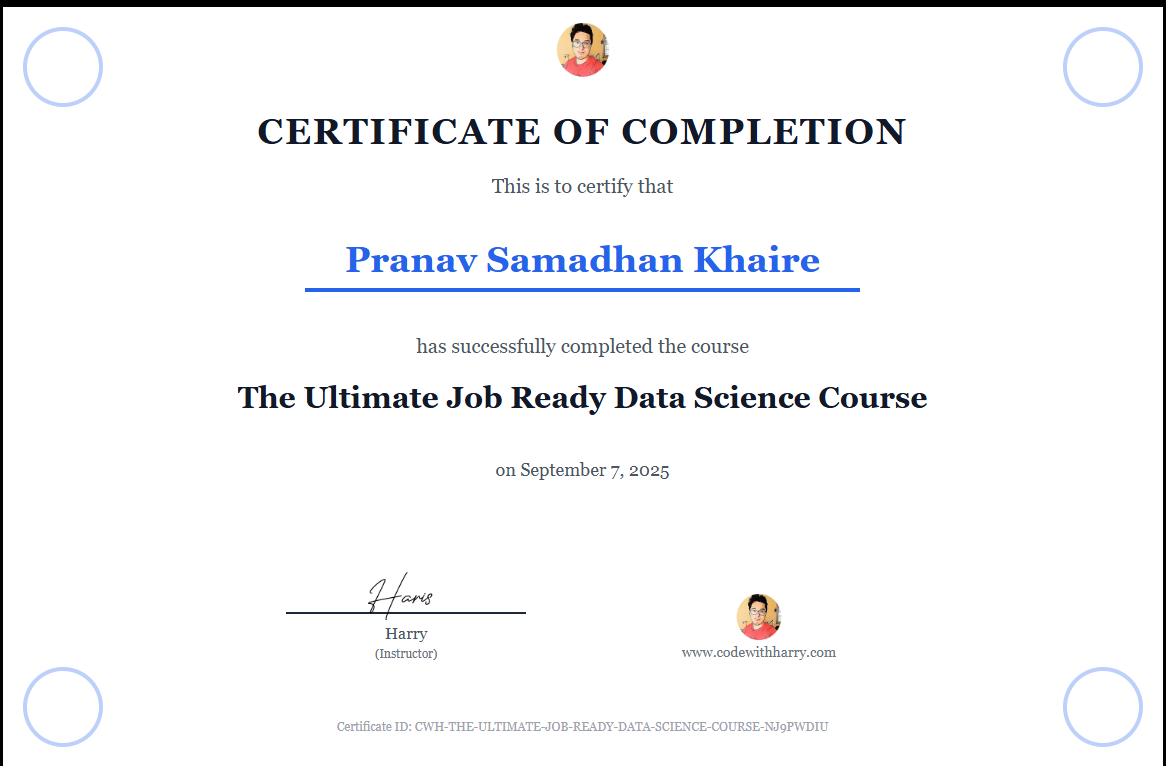 CERTIFICATE OF COMPLETION
This is to certify that
Pranav Samadhan Khaire
has successfully completed the course
The Ultimate Job Ready Data Science Course
on September 7, 2025
Haris
Harry
(Instructor)
www.codewithharry.com
Certificate ID: CWH-THE-ULTIMATE-JOB-READY-DATA-SCIENCE-COURSE-NJ9PWDIU